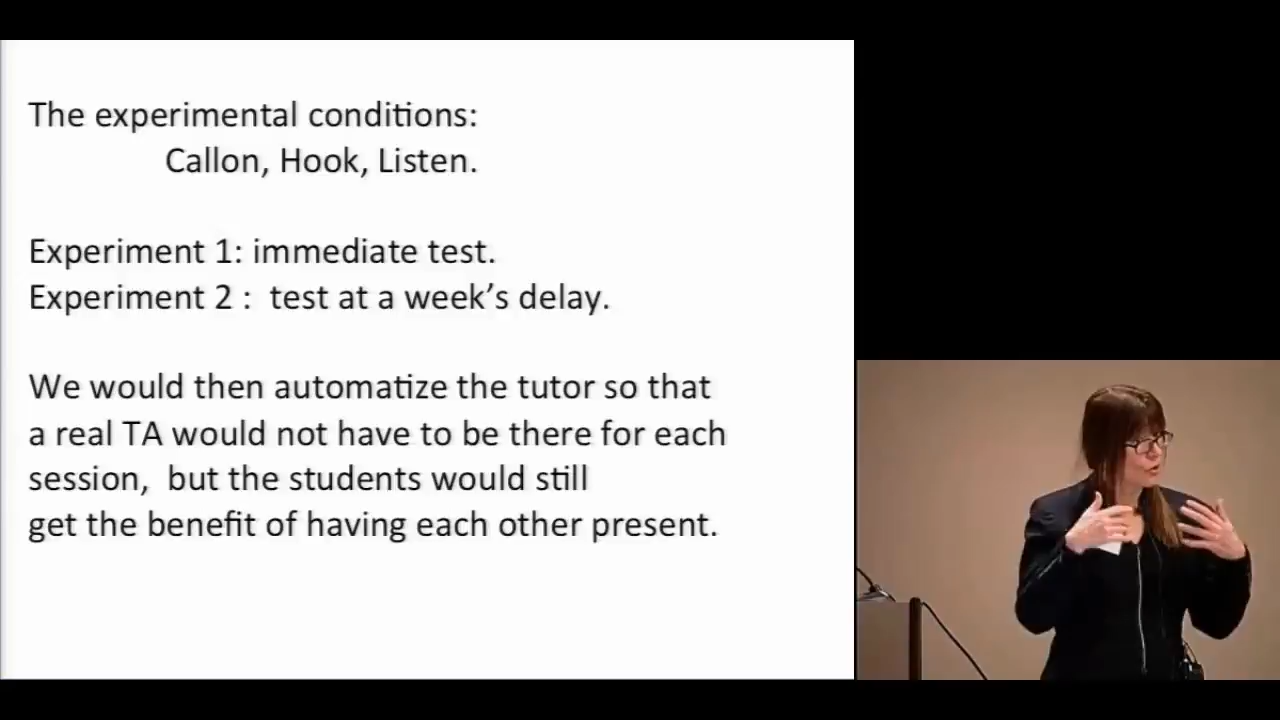 The experimental conditions:
Callon, Hook, Listen.
Experiment 1: immediate test.
Experiment 2 :  test at a week’s delay.
We would then automatize the tutor so that
a real TA would not have to be there for each
session,  but the students would still
get the benefit of having each other present.